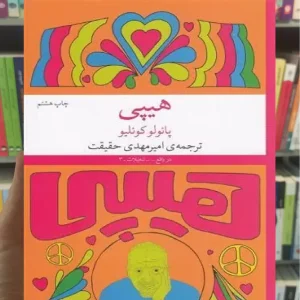 چاپ هشتم
هیپی
پائولو کوئلیو
ترجمه‌ی امیرمهدی حقیقت
هیپی